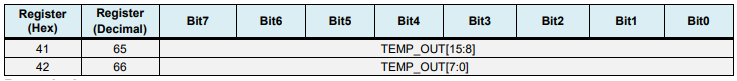 Register (Hex) Register (Decimal) Bit7 Bit6 Bit5 Bit4 Bit3 Bit2 Bit1 Bit0
41 65 TEMP_OUT[15:8]
42 66 TEMP_OUT[7:0]